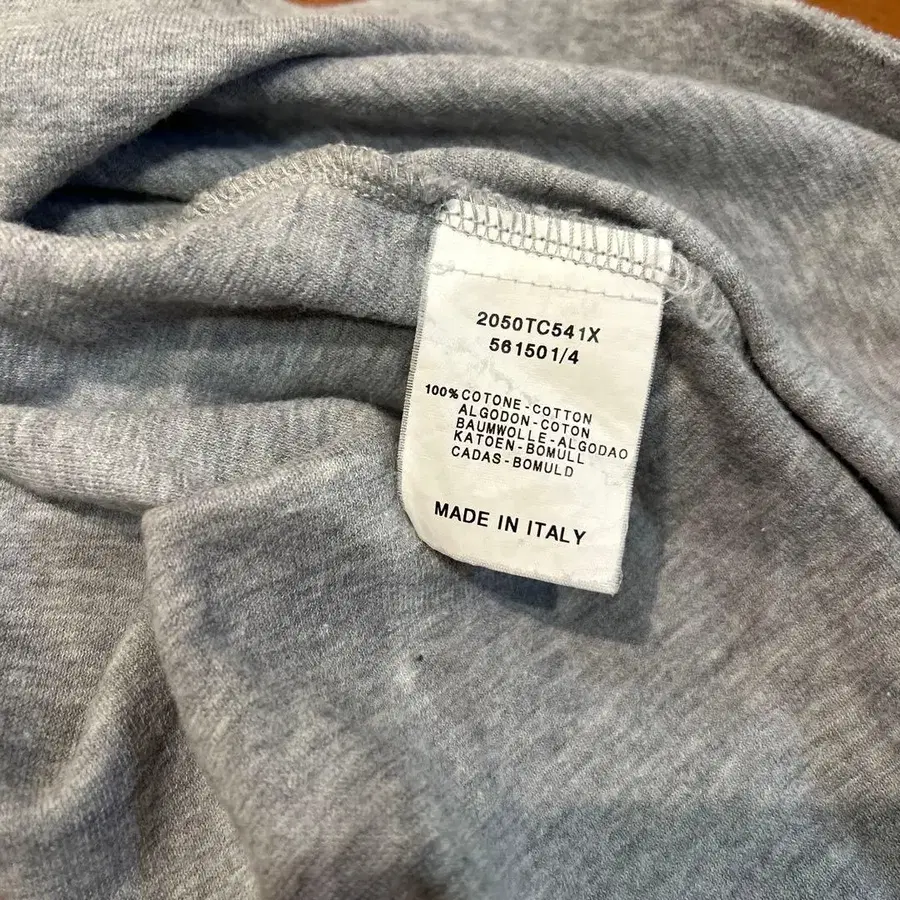 2050TC541X
561501/4
100% COTONE-COTTON
ALGODON-COTON
BAUMWOLLE-ALGODAO
KATOEN-BOMULL
CADAS-BOMULD
MADE IN ITALY